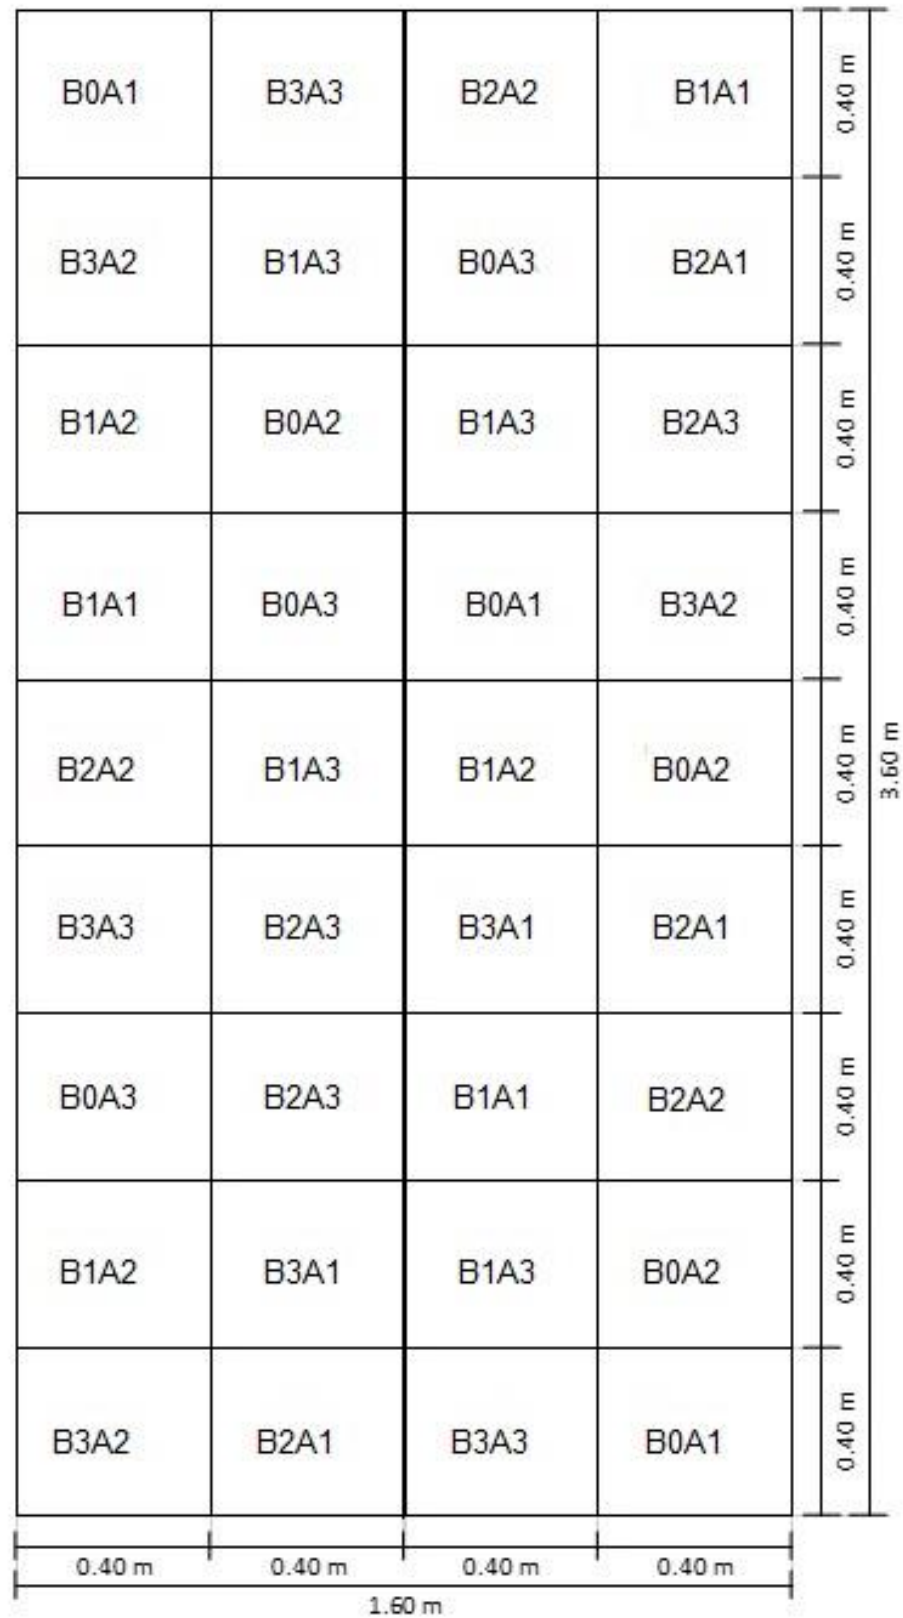 B0A1 B3A3 B2A2 B1A1 0.40 m
B3A2 B1A3 B0A3 B2A1 0.40 m
B1A2 B0A2 B1A3 B2A3 0.40 m
B1A1 B0A3 B0A1 B3A2 0.40 m
B2A2 B1A3 B1A2 B0A2 0.40 m
3.60 m
B3A3 B2A3 B3A1 B2A1 0.40 m
B0A3 B2A3 B1A1 B2A2 0.40 m
B1A2 B3A1 B1A3 B0A2 0.40 m
B3A2 B2A1 B3A3 B0A1 0.40 m
0.40 m 0.40 m 0.40 m 0.40 m
1.60 m